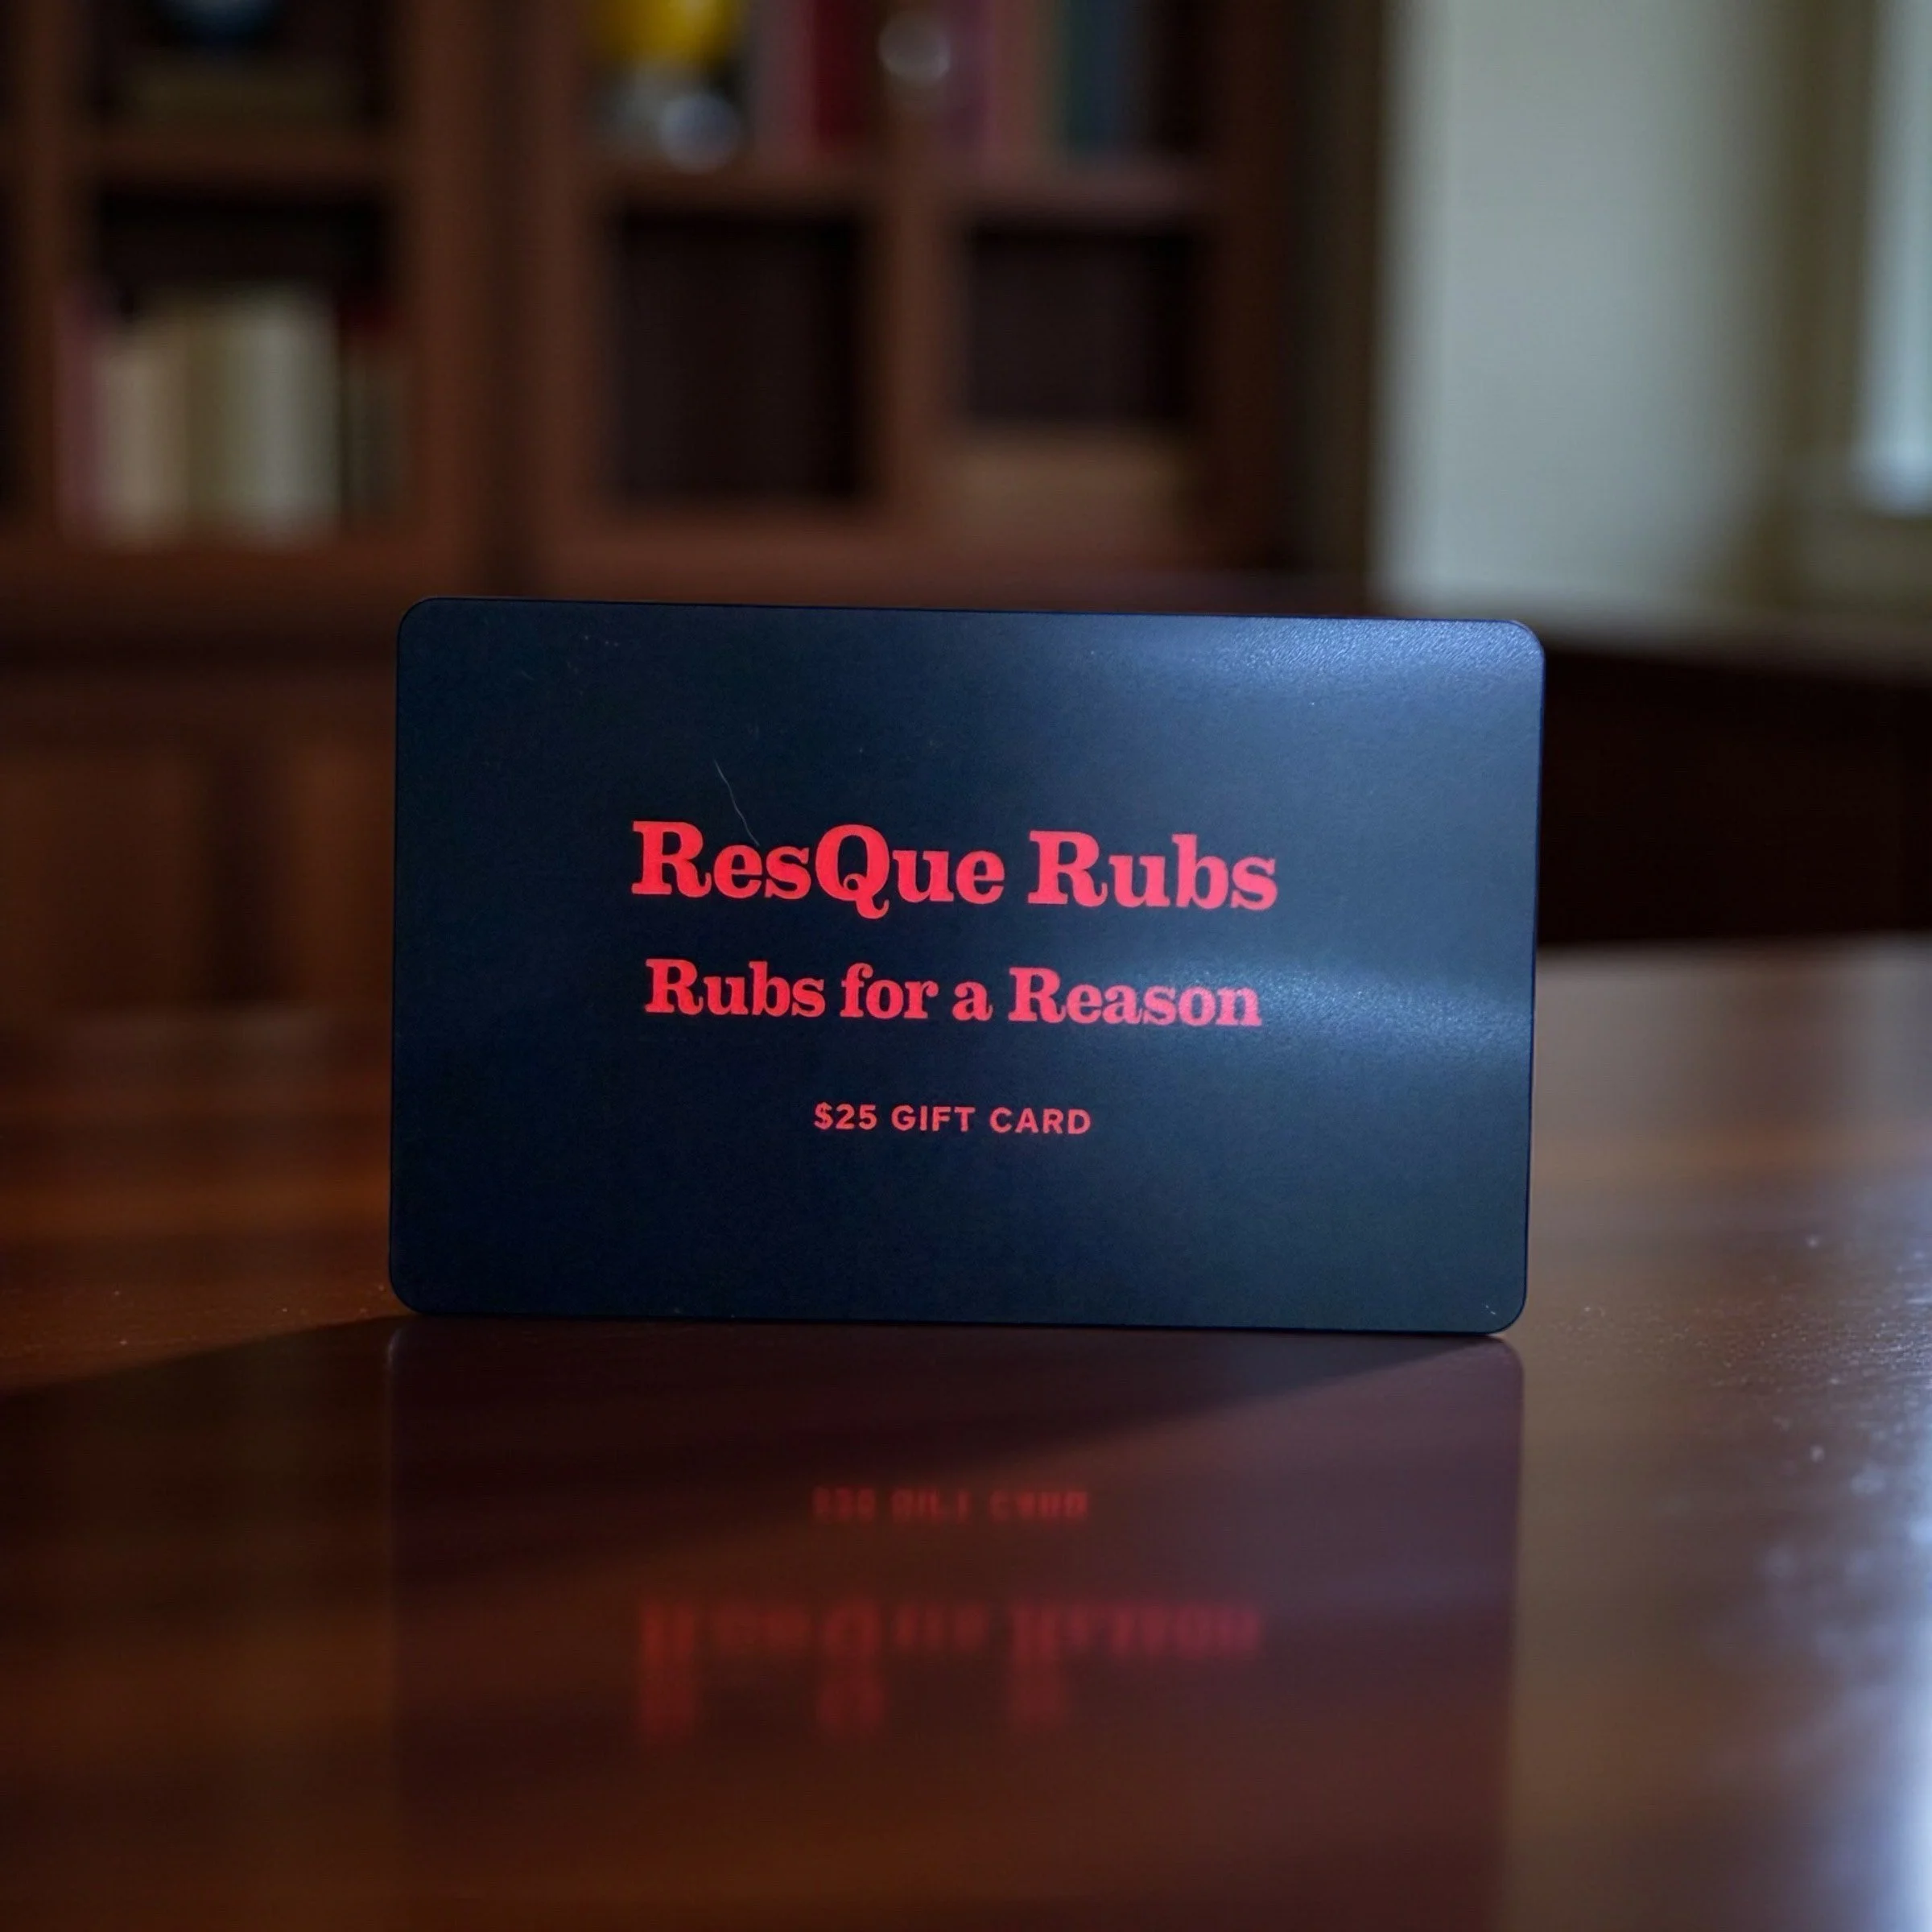 ResQue Rubs
Rubs for a Reason
$25 GIFT CARD